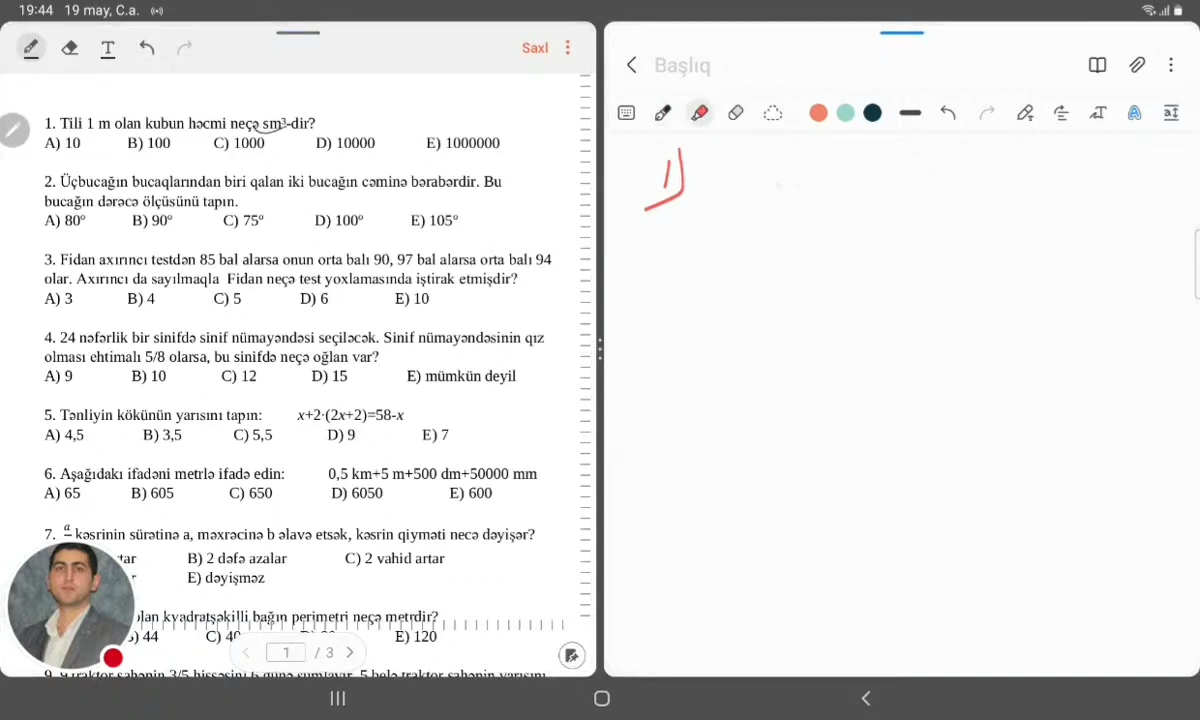 19:44 19 may, C.a.
Saxl
1. Tili 1 m olan kubun həcmi neçə sm³-dir?
A) 10 B) 100 C) 1000 D) 10000 E) 1000000
2. Üçbucağın bucaqlarından biri qalan iki bucağın cəminə bərabərdir. Bu
bucağın dərəcə ölçüsünü tapın.
A) 80° B) 90° C) 75° D) 100° E) 105°
3. Fidan axırıncı testdən 85 bal alarsa onun orta balı 90, 97 bal alarsa orta balı 94
olar. Axırıncı da sayılmaqla Fidan neçə test yoxlamasında iştirak etmişdir?
A) 3 B) 4 C) 5 D) 6 E) 10
4. 24 nəfərlik bir sinifdə sinif nümayəndəsi seçiləcək. Sinif nümayəndəsinin qız
olması ehtimalı 5/8 olarsa, bu sinifdə neçə oğlan var?
A) 9 B) 10 C) 12 D) 15 E) mümkün deyil
5. Tənliyin kökünün yarısını tapın: x+2·(2x+2)=58-x
A) 4,5 B) 3,5 C) 5,5 D) 9 E) 7
6. Aşağıdakı ifadəni metrlə ifadə edin: 0,5 km+5 m+500 dm+50000 mm
A) 65 B) 605 C) 650 D) 6050 E) 600
7. a kəsrinin sürətinə a, məxrəcinə b əlavə etsək, kəsrin qiyməti necə dəyişər?
B) 2 dəfə azalar C) 2 vahid artar
E) dəyişməz
olan kvadratşəkilli bağın perimetri neçə metrdir?
44 C) E) 120
1 / 3
Başlıq
1)